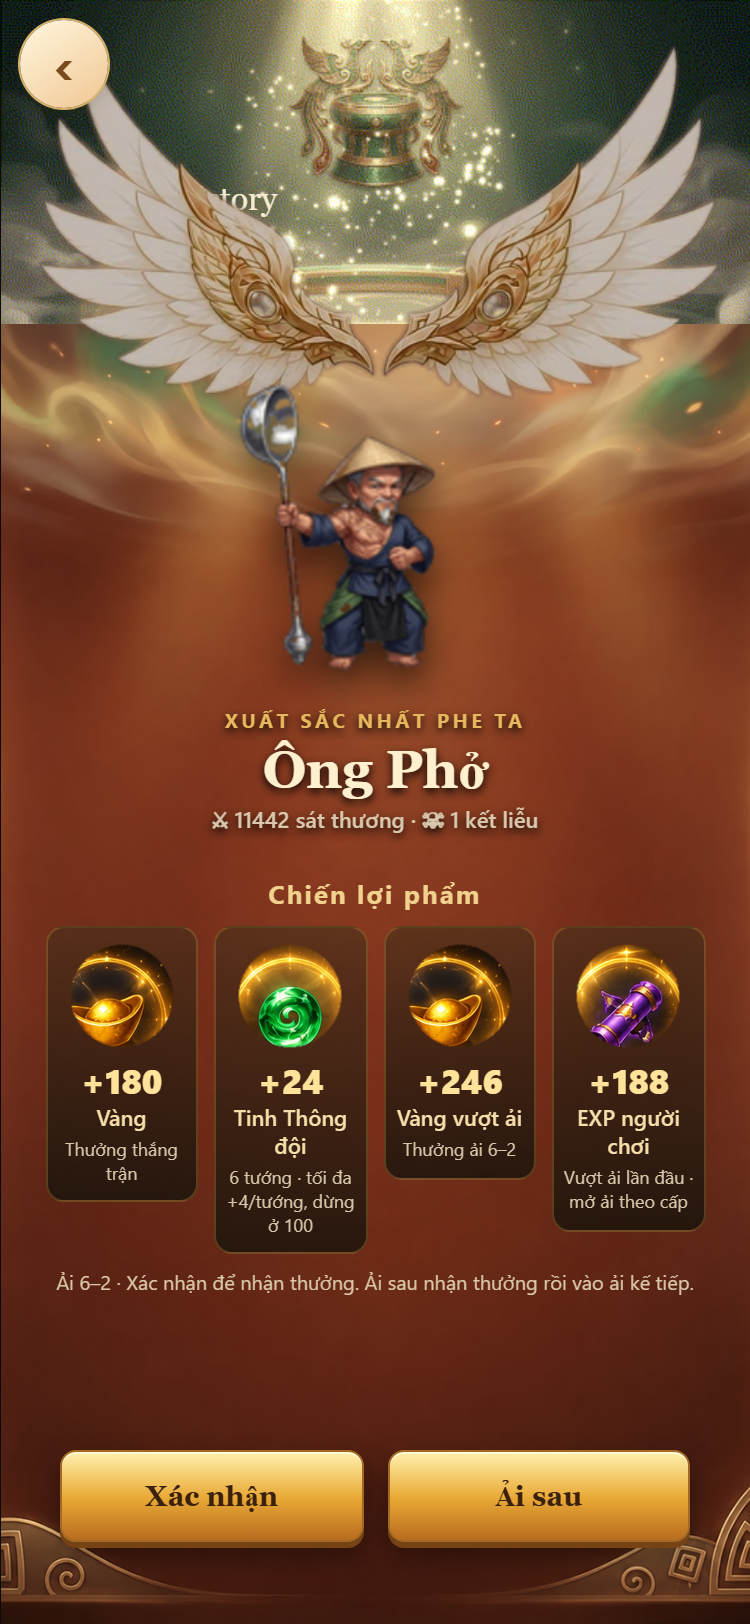 tory
XUẤT SẮC NHẤT PHE TA
Ông Phở
11442 sát thương · 1 kết liễu
Chiến lợi phẩm
+180
Vàng
Thưởng thắng
trận
+24
Tinh Thông
đội
6 tướng · tối đa
+4/tướng, dừng
ở 100
+246
Vàng vượt ải
Thưởng ải 6–2
+188
EXP người
chơi
Vượt ải lần đầu ·
mở ải theo cấp
Ải 6–2 · Xác nhận để nhận thưởng. Ải sau nhận thưởng rồi vào ải kế tiếp.
Xác nhận
Ải sau